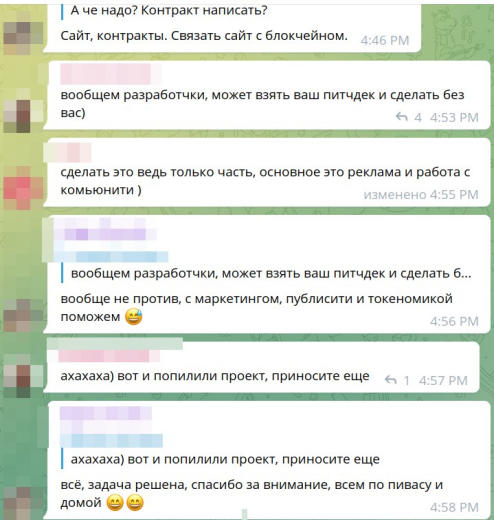 А че надо? Контракт написать?
Сайт, контракты. Связать сайт с блокчейном.
4:46 PM
вообщем разработчки, может взять ваш питчдек и сделать без
вас)
4 4:53 PM
сделать это ведь только часть, основное это реклама и работа с
комьюнити )
изменено 4:55 PM
вообщем разработчки, может взять ваш питчдек и сделать б...
вообще не против, с маркетингом, публисити и токеномикой
поможем 😅
4:56 PM
ахахаха) вот и попилили проект, приносите еще
1 4:57 PM
ахахаха) вот и попилили проект, приносите еще
всё, задача решена, спасибо за внимание, всем по пивасу и
домой 😄😄
4:58 PM